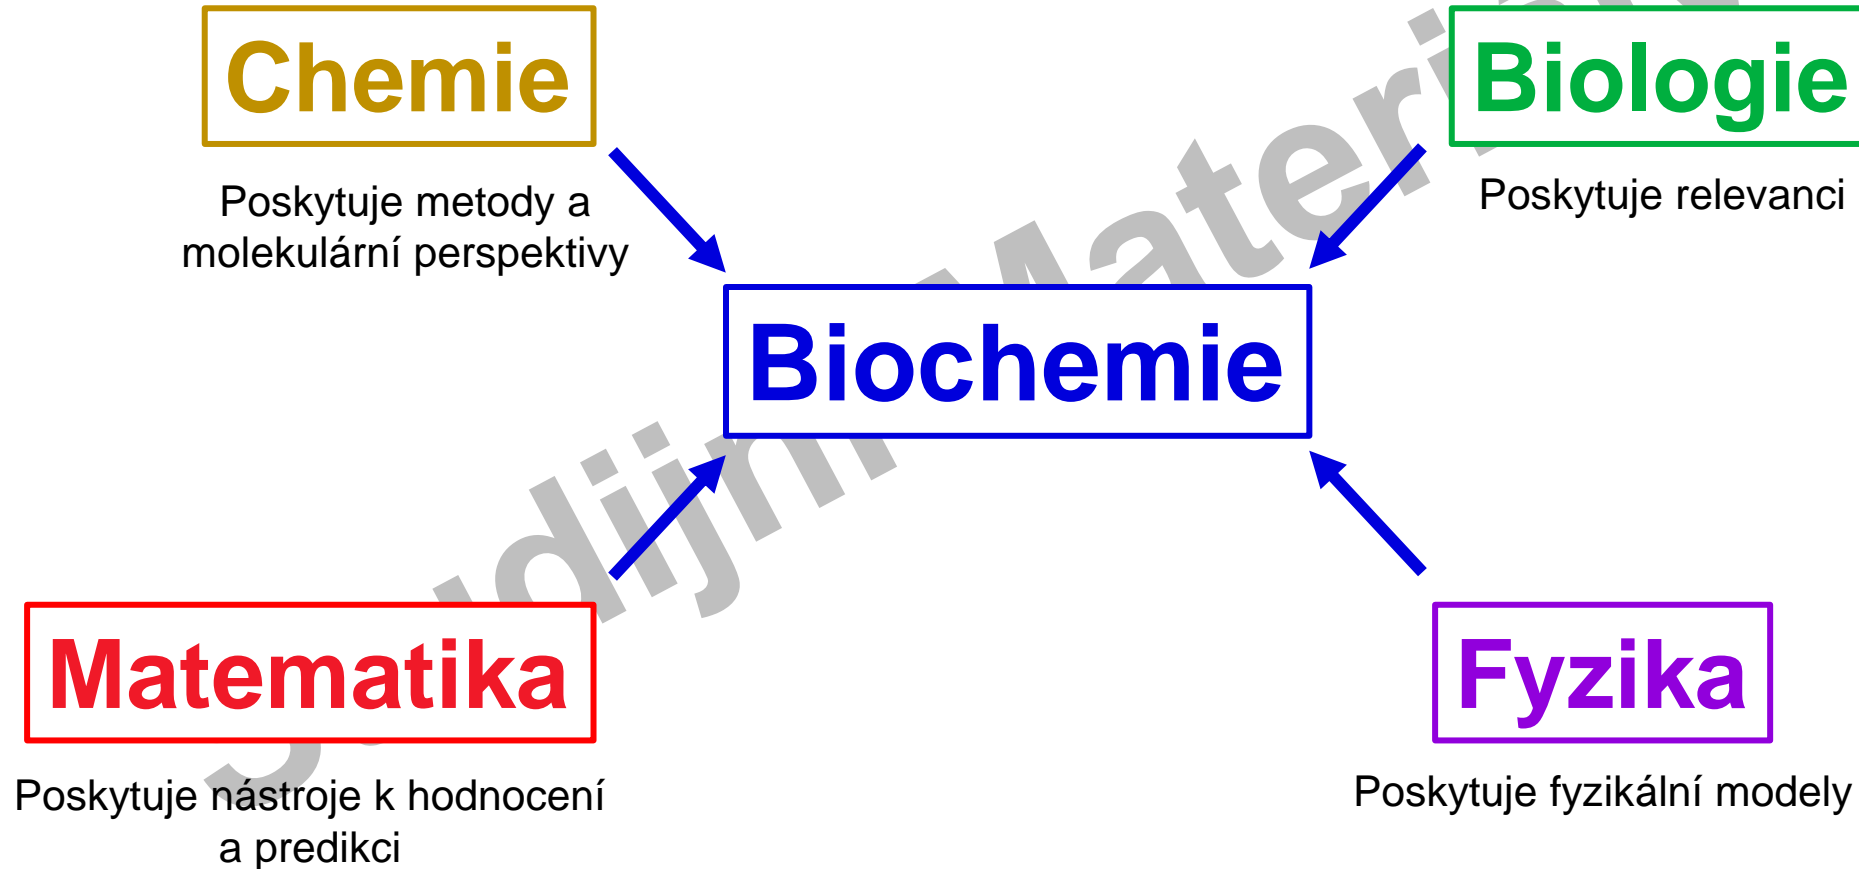 Chemie
Poskytuje metody a
molekulární perspektivy
Biologie
Poskytuje relevanci
Biochemie
Matematika
Poskytuje nástroje k hodnocení
a predikci
Fyzika
Poskytuje fyzikální modely